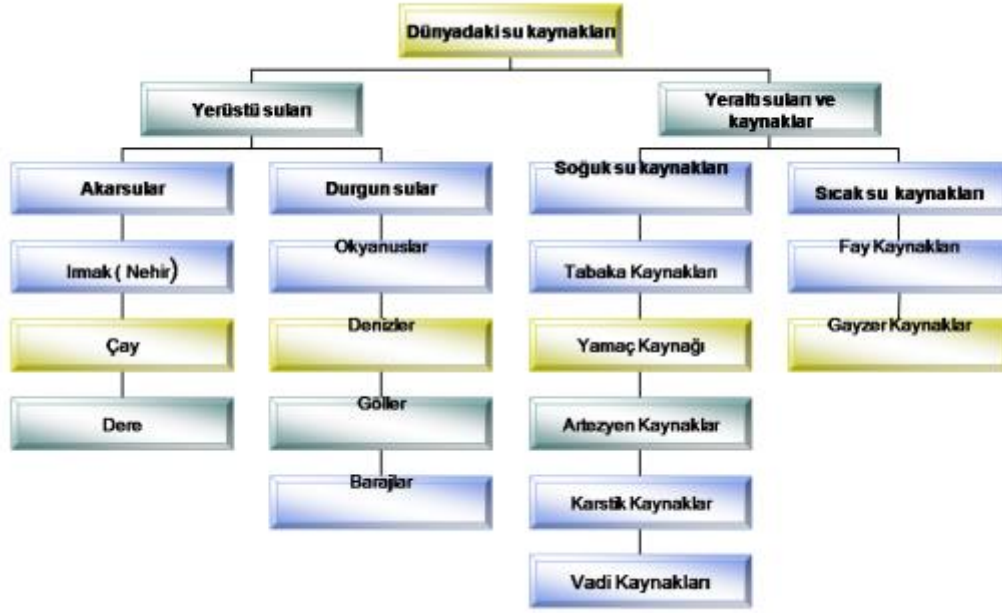 Dünyadaki su kaynakları
Yerüstü suları
Yeraltı suları ve
kaynaklar
Akarsular
Durgun sular
Soğuk su kaynakları
Sıcak su kaynakları
Irmak ( Nehir)
Okyanuslar
Tabaka Kaynakları
Fay Kaynakları
Çay
Denizler
Yamaç Kaynağı
Gayzer Kaynaklar
Dere
Göller
Artezyen Kaynaklar
Barajlar
Karstik Kaynaklar
Vadi Kaynakları